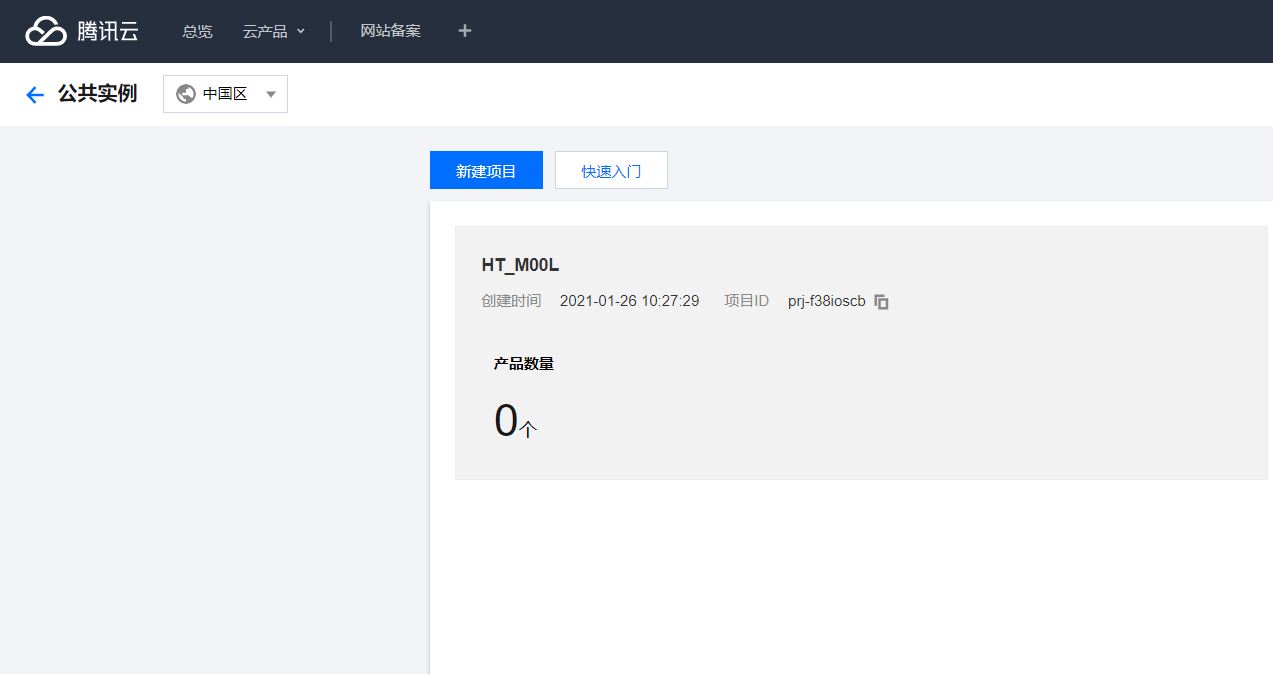 腾讯云 总览 云产品 网站备案 +
公共实例 中国区
新建项目 快速入门
HT_M00L
创建时间 2021-01-26 10:27:29 项目ID prj-f38ioscb
产品数量
0个